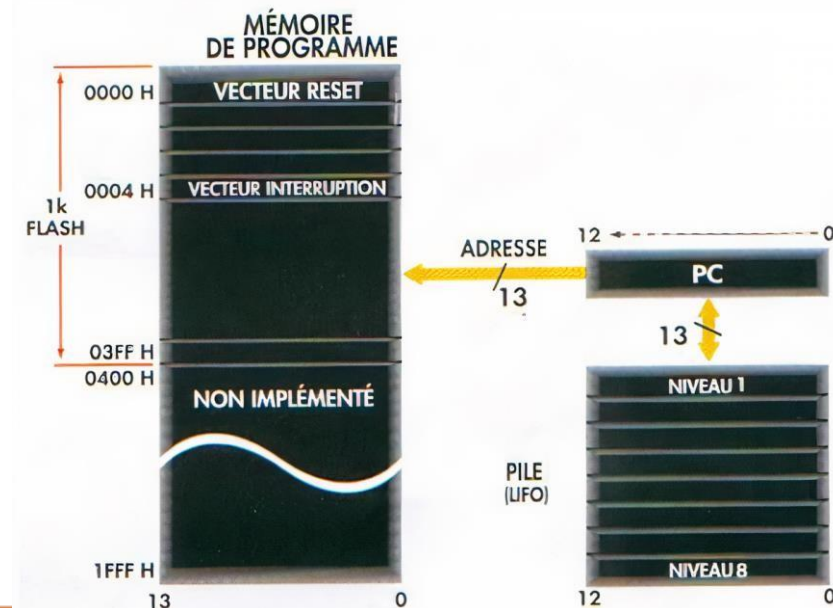 MÉMOIRE
DE PROGRAMME
0000 H
VECTEUR RESET
0004 H
VECTEUR INTERRUPTION
1k
FLASH
03FF H
0400 H
NON IMPLÉMENTÉ
1FFF H
13
0
ADRESSE
13
12
0
PC
13
NIVEAU 1
PILE
(LIFO)
NIVEAU 8
12
0